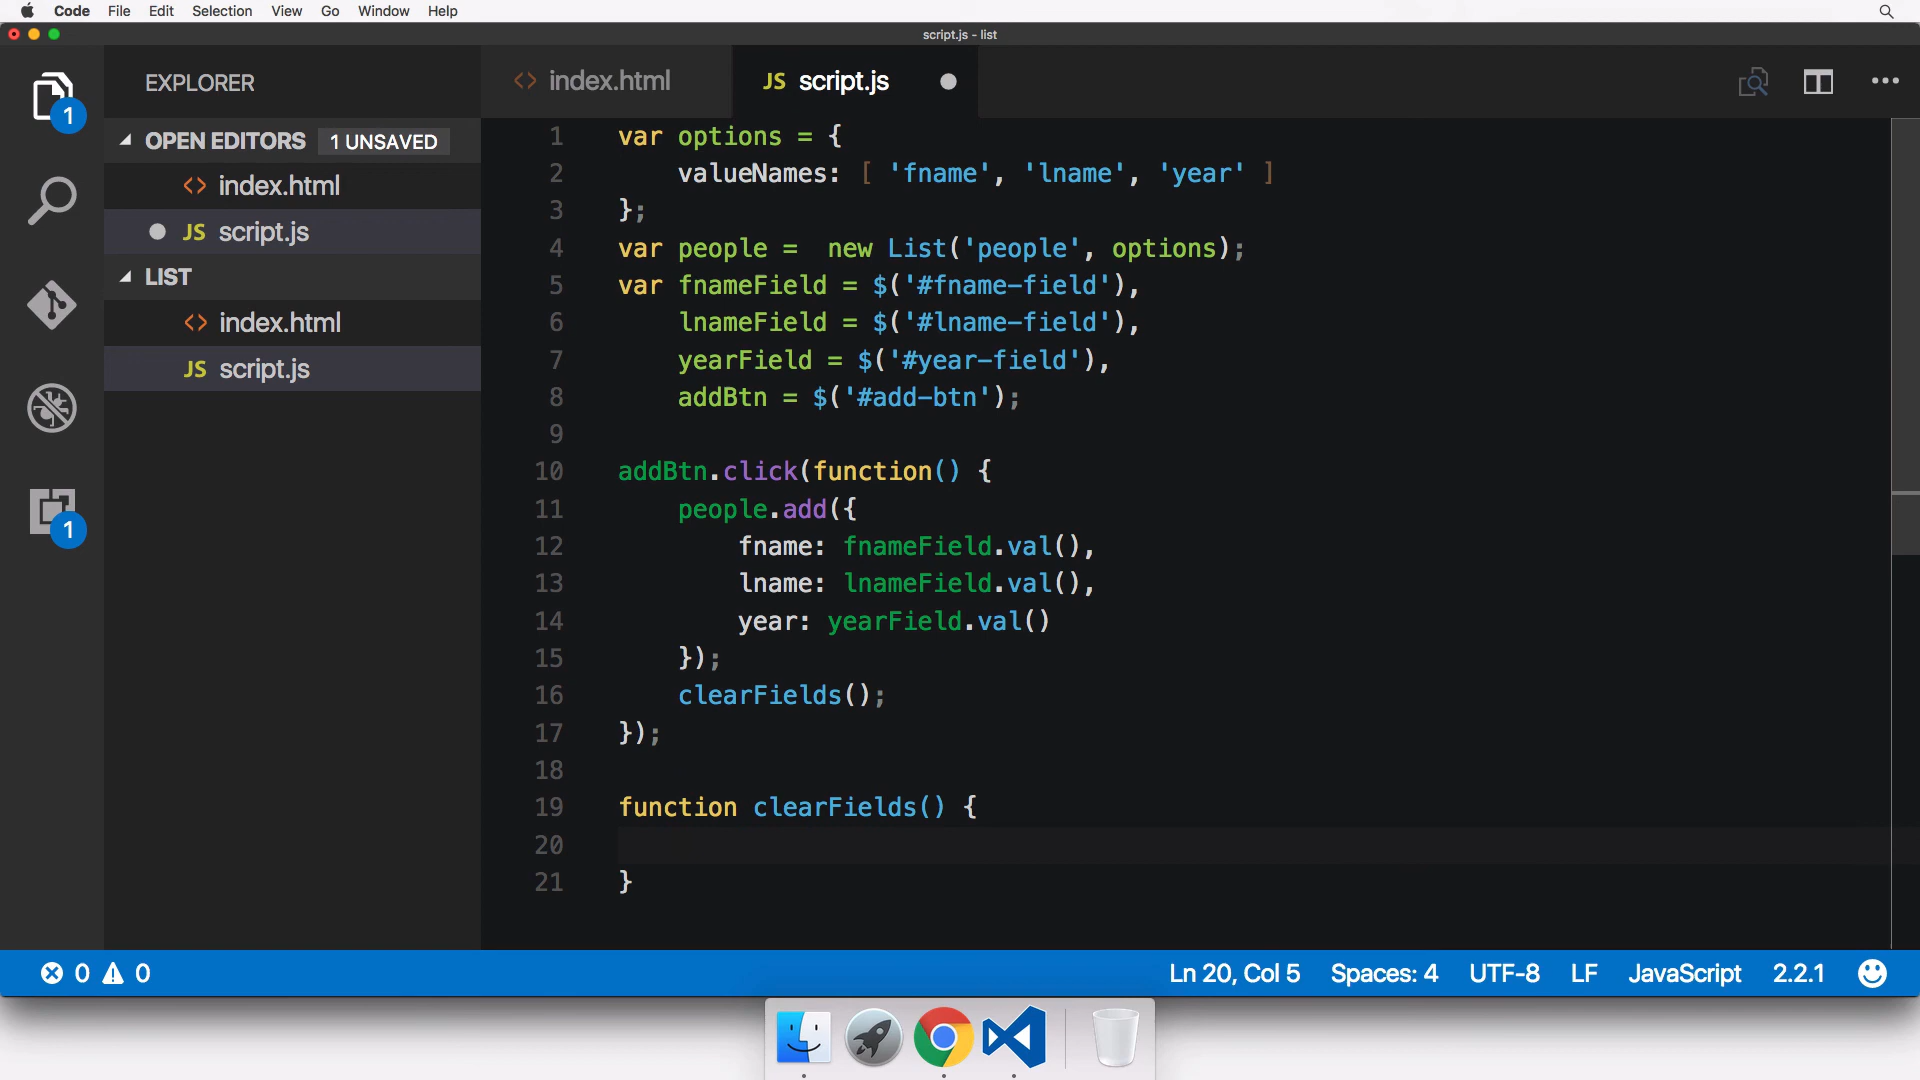 Code File Edit Selection View Go Window Help
script.js - list
EXPLORER
OPEN EDITORS 1 UNSAVED
<> index.html
JS script.js
LIST
<> index.html
JS script.js
1
1
<> index.html JS script.js
1 var options = {
2     valueNames: [ 'fname', 'lname', 'year' ]
3 };
4 var people =  new List('people', options);
5 var fnameField = $('#fname-field'),
6     lnameField = $('#lname-field'),
7     yearField = $('#year-field'),
8     addBtn = $('#add-btn');
9
10 addBtn.click(function() {
11     people.add({
12         fname: fnameField.val(),
13         lname: lnameField.val(),
14         year: yearField.val()
15     });
16     clearFields();
17 });
18
19 function clearFields() {
20
21 }
0 0 Ln 20, Col 5 Spaces: 4 UTF-8 LF JavaScript 2.2.1